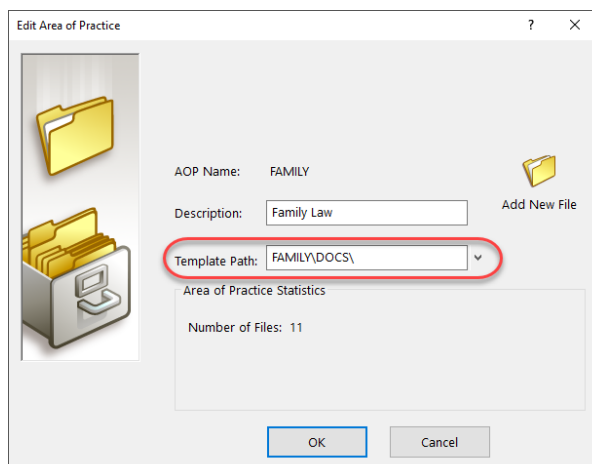 Edit Area of Practice ?
AOP Name: FAMILY
Add New File
Description: Family Law
Template Path: FAMILY\DOCS\
Area of Practice Statistics
Number of Files: 11
OK Cancel